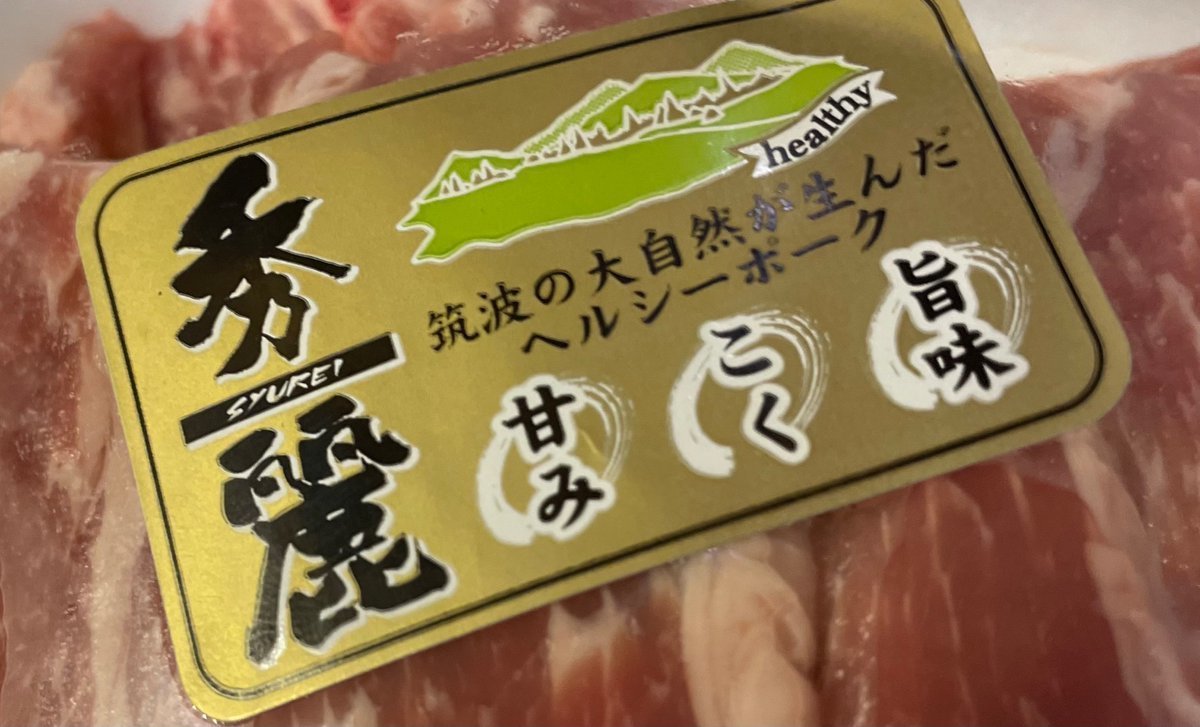 秀麗
SYUREI
healthy
筑波の大自然が生んだ
ヘルシーポーク
甘み
こく
旨味